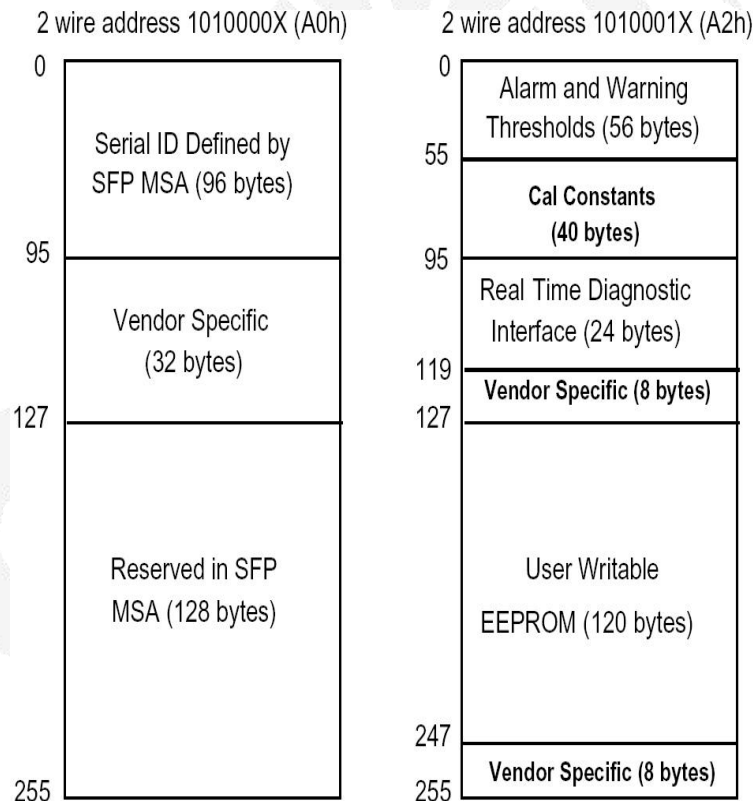 2 wire address 1010000X (A0h)
0
Serial ID Defined by
SFP MSA (96 bytes)
95
Vendor Specific
(32 bytes)
127
Reserved in SFP
MSA (128 bytes)
255
2 wire address 1010001X (A2h)
0
Alarm and Warning
Thresholds (56 bytes)
55
Cal Constants
(40 bytes)
95
Real Time Diagnostic
Interface (24 bytes)
119
Vendor Specific (8 bytes)
127
User Writable
EEPROM (120 bytes)
247
Vendor Specific (8 bytes)
255